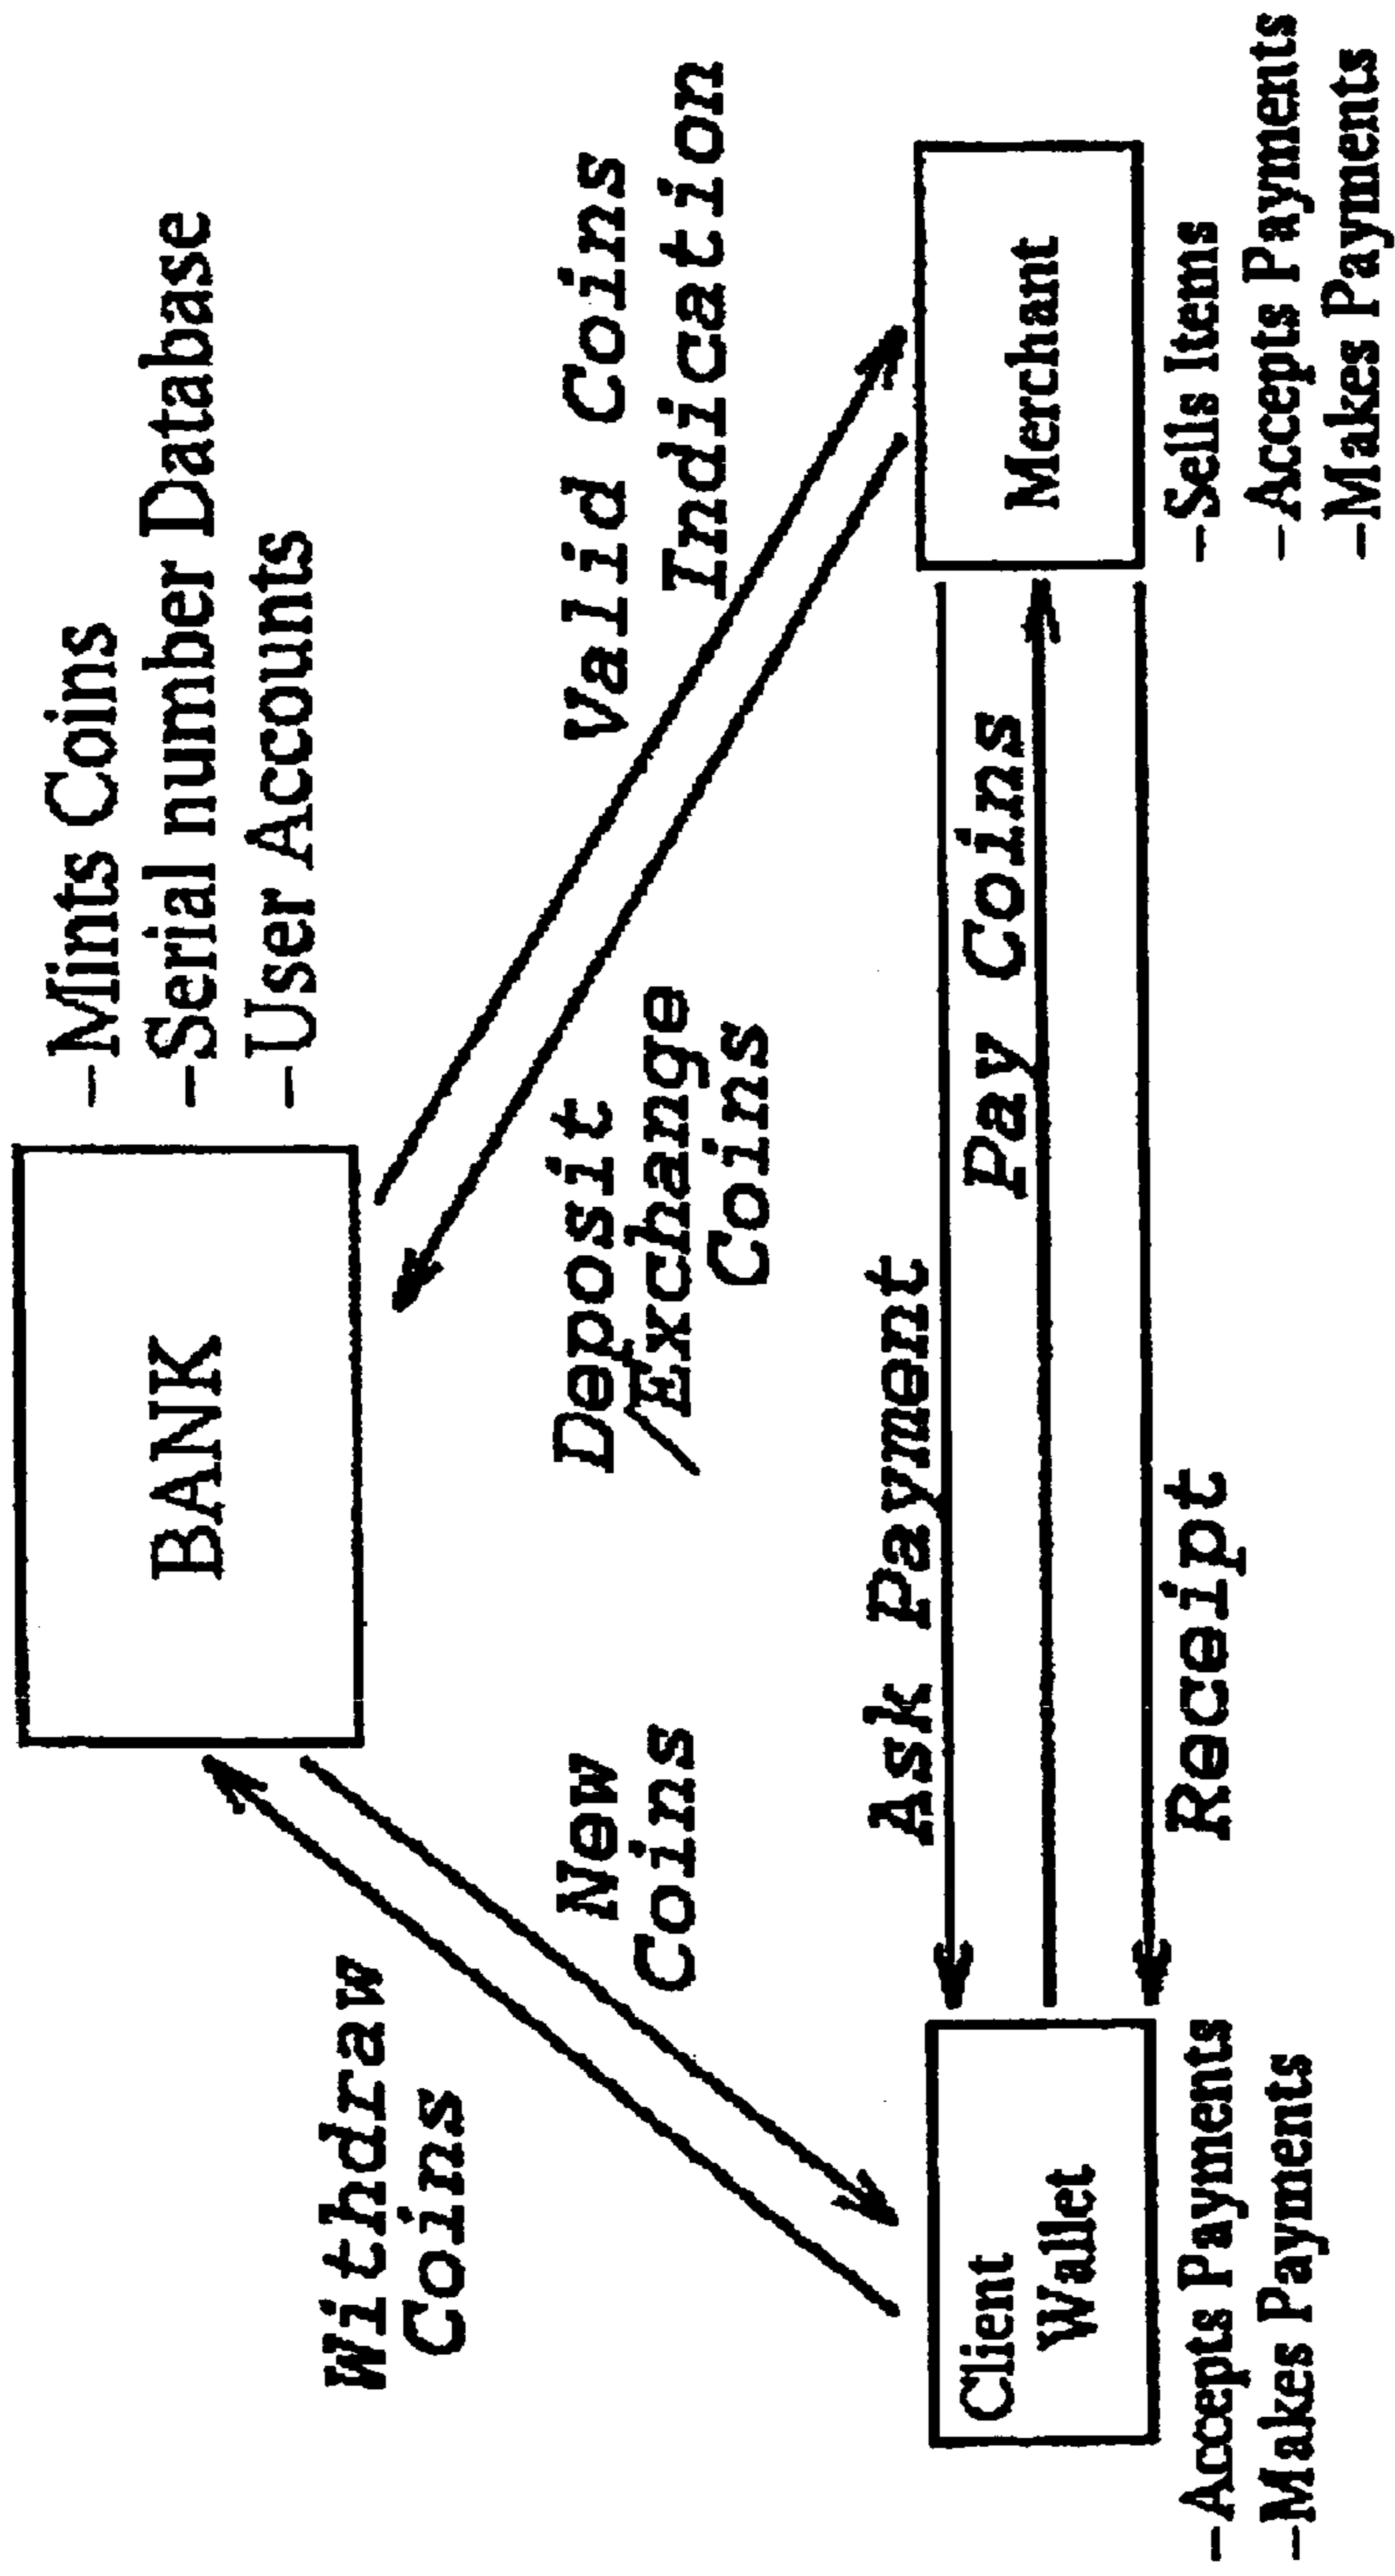 BANK
-Mints Coins
-Serial number Database
-User Accounts
Withdraw
Coins
New
Coins
Deposit
/Exchange
Coins
Valid Coins
Indication
Ask Payment
Pay Coins
Receipt
Client
Wallet
-Accepts Payments
-Makes Payments
Merchant
-Sells Items
-Accepts Payments
-Makes Payments